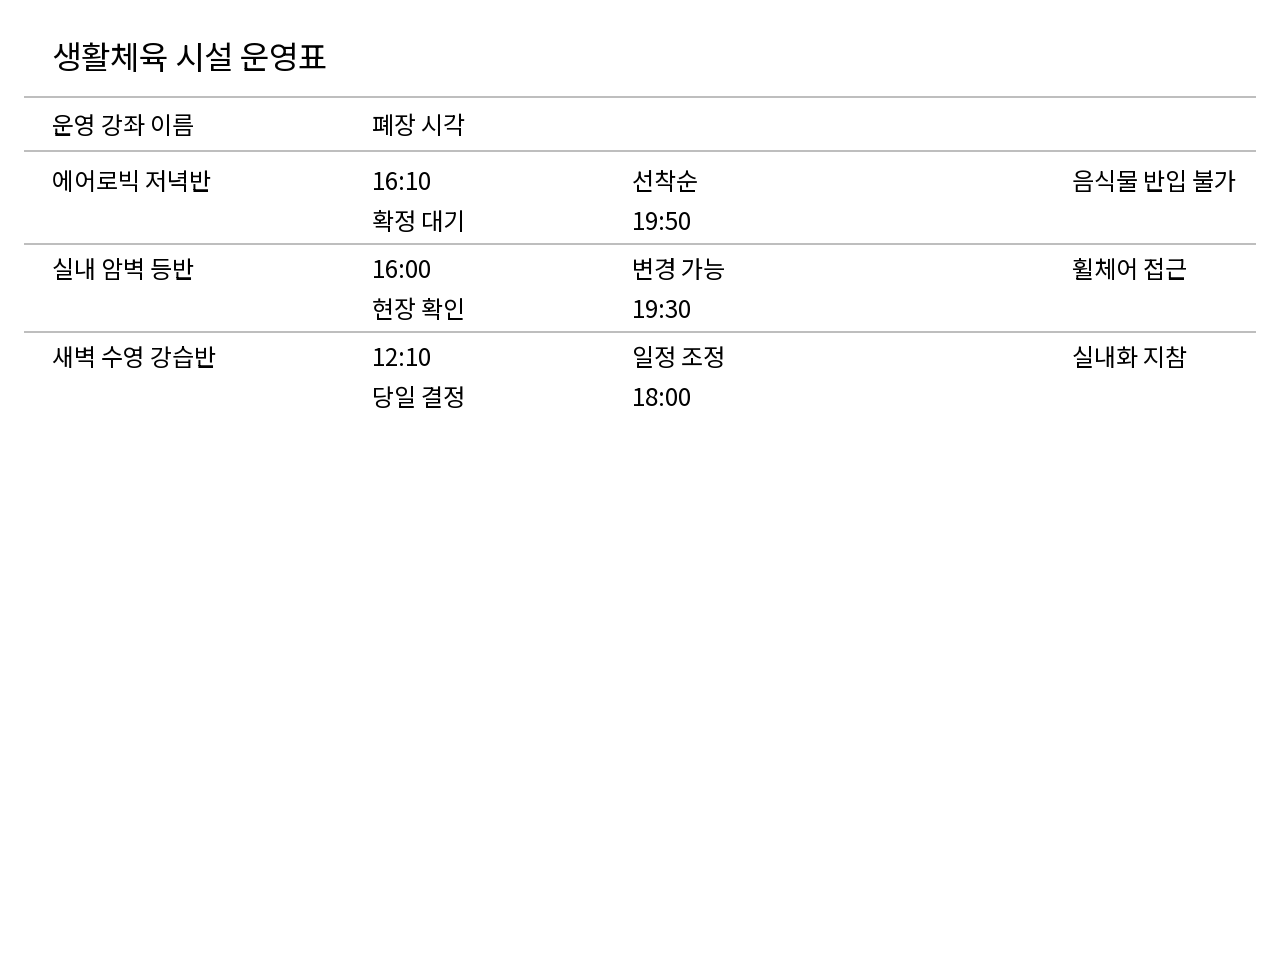 생활체육 시설 운영표
운영 강좌 이름 폐장 시각
에어로빅 저녁반 16:10 선착순 음식물 반입 불가
확정 대기 19:50
실내 암벽 등반 16:00 변경 가능 휠체어 접근
현장 확인 19:30
새벽 수영 강습반 12:10 일정 조정 실내화 지참
당일 결정 18:00